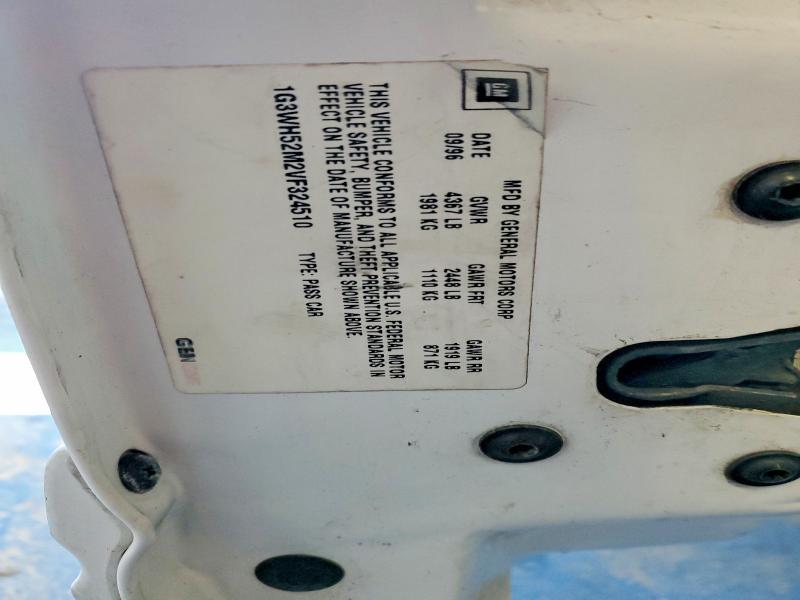 GM
MFD BY GENERAL MOTORS CORP
DATE GVWR GAWR FRT GAWR RR
09/96 4367 LB 2448 LB 1919 LB
1981 KG 1110 KG 871 KG
THIS VEHICLE CONFORMS TO ALL APPLICABLE U.S. FEDERAL MOTOR
VEHICLE SAFETY, BUMPER, AND THEFT PREVENTION STANDARDS IN
EFFECT ON THE DATE OF MANUFACTURE SHOWN ABOVE.
1G3WH52M2VF324510 TYPE: PASS CAR